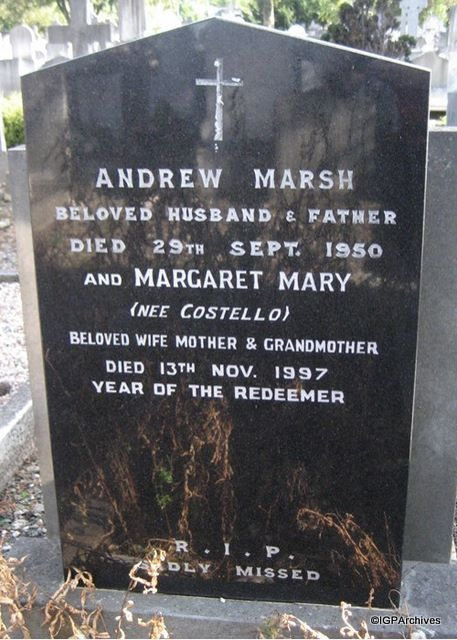 ANDREW MARSH
BELOVED HUSBAND & FATHER
DIED 29TH SEPT. 1950
AND MARGARET MARY
(NEE COSTELLO)
BELOVED WIFE MOTHER & GRANDMOTHER
DIED 13TH NOV. 1997
YEAR OF THE REDEEMER
R . I . P .
MISSED
©IGPArchives